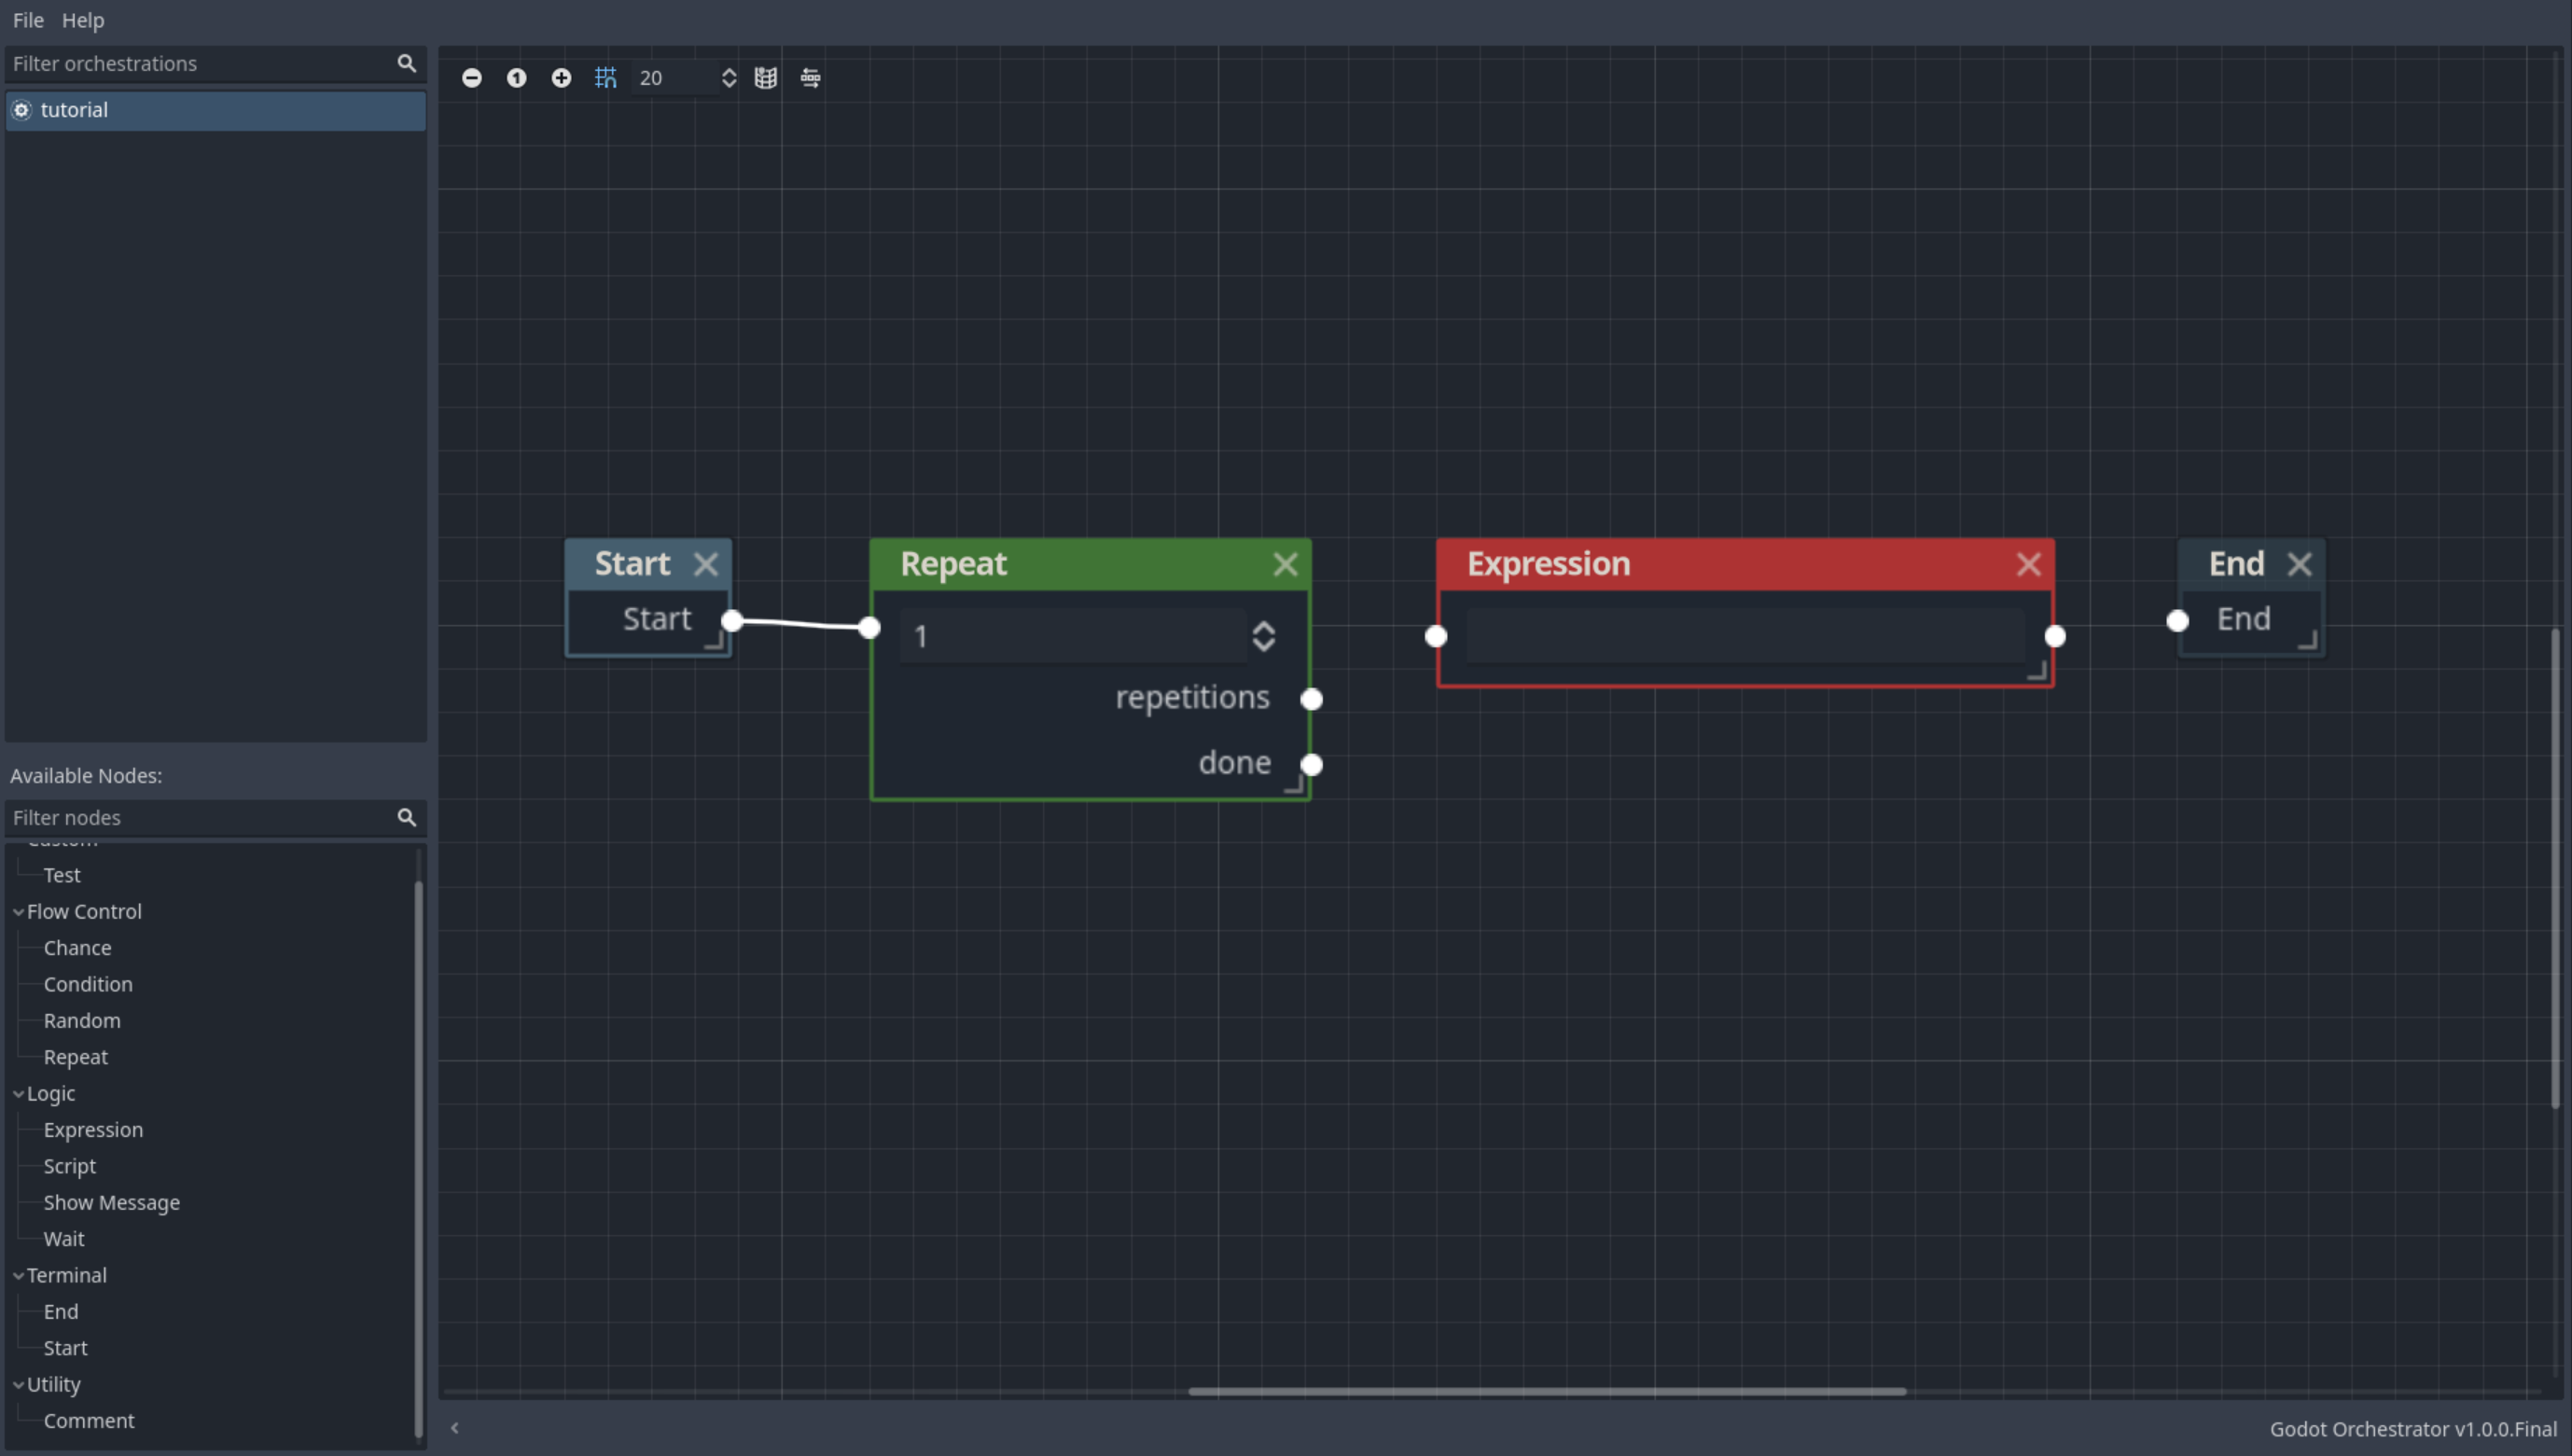 File Help
Filter orchestrations
tutorial
20
Start
Start
Repeat
1
repetitions
done
Expression
End
End
Available Nodes:
Filter nodes
Custom
Test
Flow Control
Chance
Condition
Random
Repeat
Logic
Expression
Script
Show Message
Wait
Terminal
End
Start
Utility
Comment
Godot Orchestrator v1.0.0.Final